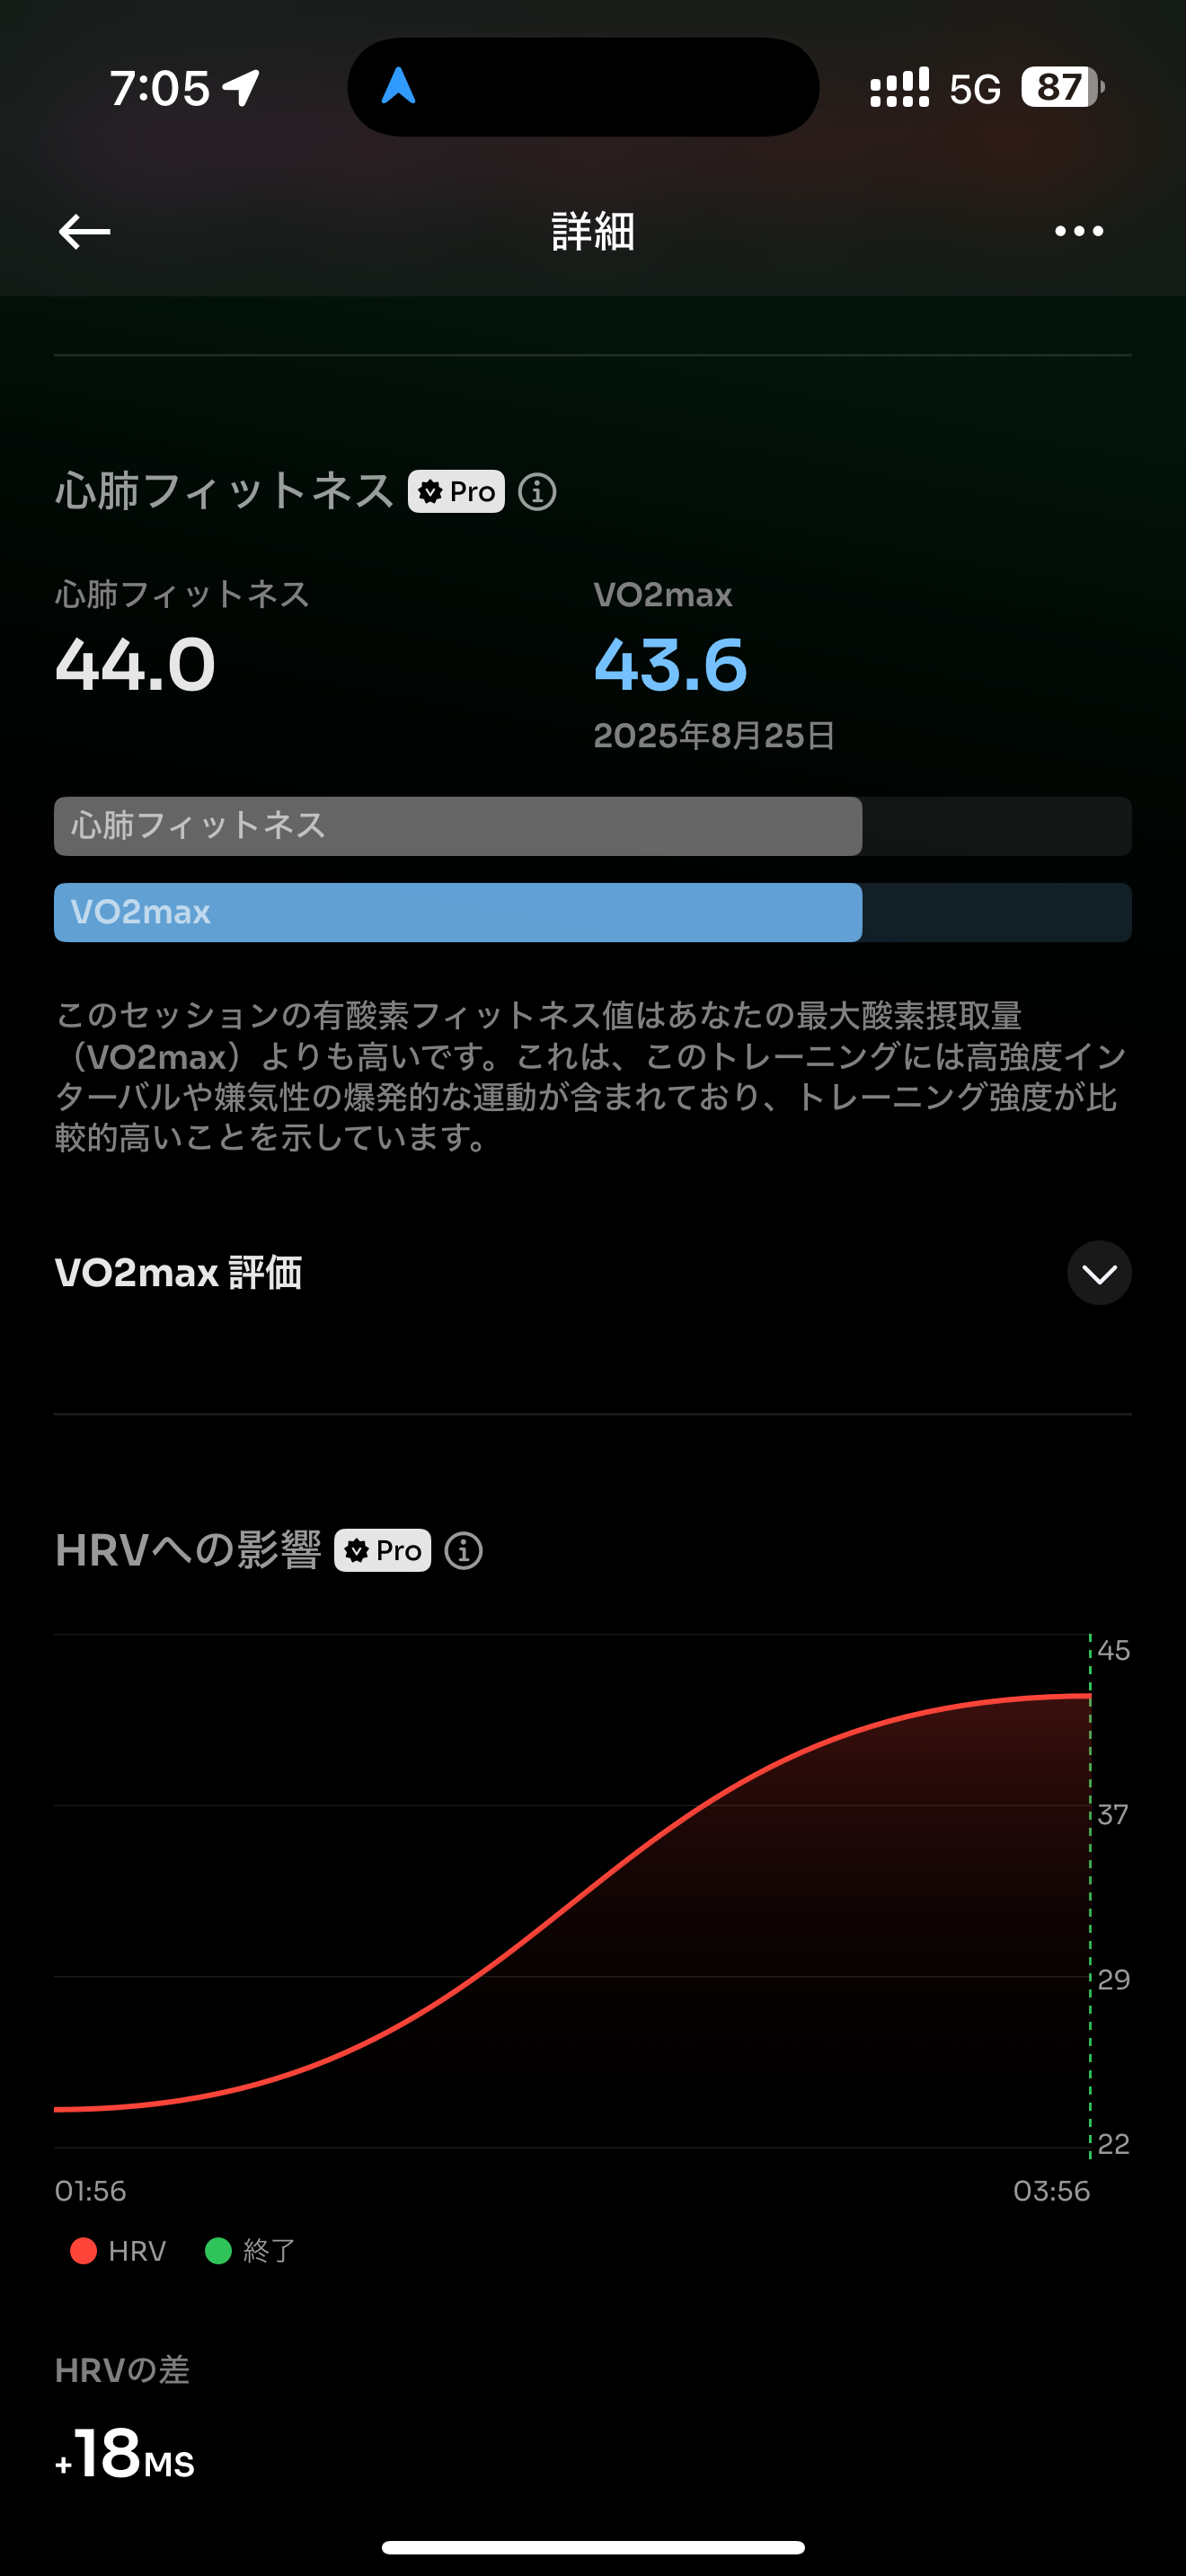 7:05
5G
87
詳細
心肺フィットネス Pro
心肺フィットネス
44.0
VO2max
43.6
2025年8月25日
心肺フィットネス
VO2max
このセッションの有酸素フィットネス値はあなたの最大酸素摂取量
（VO2max）よりも高いです。これは、このトレーニングには高強度イン
ターバルや嫌気性の爆発的な運動が含まれており、トレーニング強度が比
較的高いことを示しています。
VO2max 評価
HRVへの影響 Pro
45
37
29
22
01:56
03:56
HRV
終了
HRVの差
+18MS